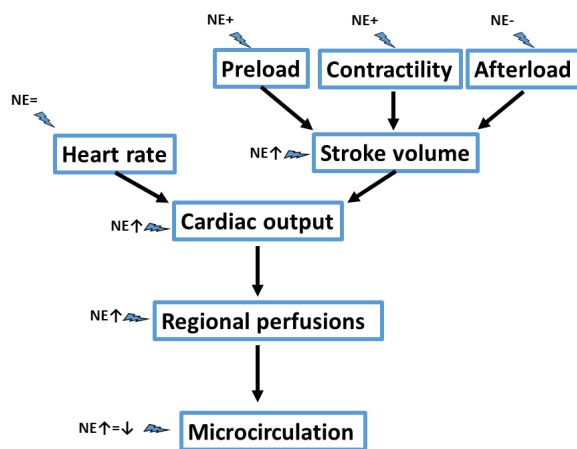 NE+
NE+
NE-
Preload
Contractility
Afterload
NE=
Heart rate
NE↑
Stroke volume
NE↑
Cardiac output
NE↑
Regional perfusions
NE↑=↓
Microcirculation